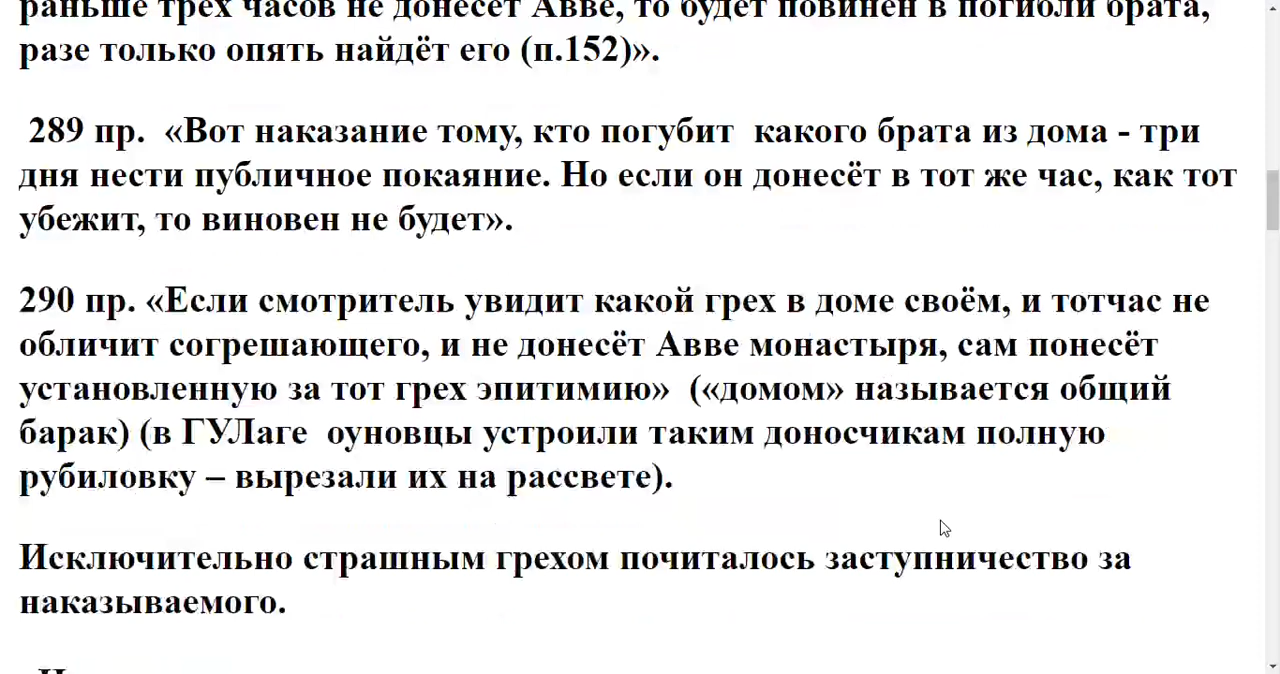 раньше трёх часов не донесёт Авве, то будет повинен в погибли брата,
разе только опять найдёт его (п.152)».
289 пр.  «Вот наказание тому, кто погубит  какого брата из дома - три
дня нести публичное покаяние. Но если он донесёт в тот же час, как тот
убежит, то виновен не будет».
290 пр. «Если смотритель увидит какой грех в доме своём, и тотчас не
обличит согрешающего, и не донесёт Авве монастыря, сам понесёт
установленную за тот грех эпитимию»  («домом» называется общий
барак) (в ГУЛаге  оуновцы устроили таким доносчикам полную
рубиловку – вырезали их на рассвете).
Исключительно страшным грехом почиталось заступничество за
наказываемого.